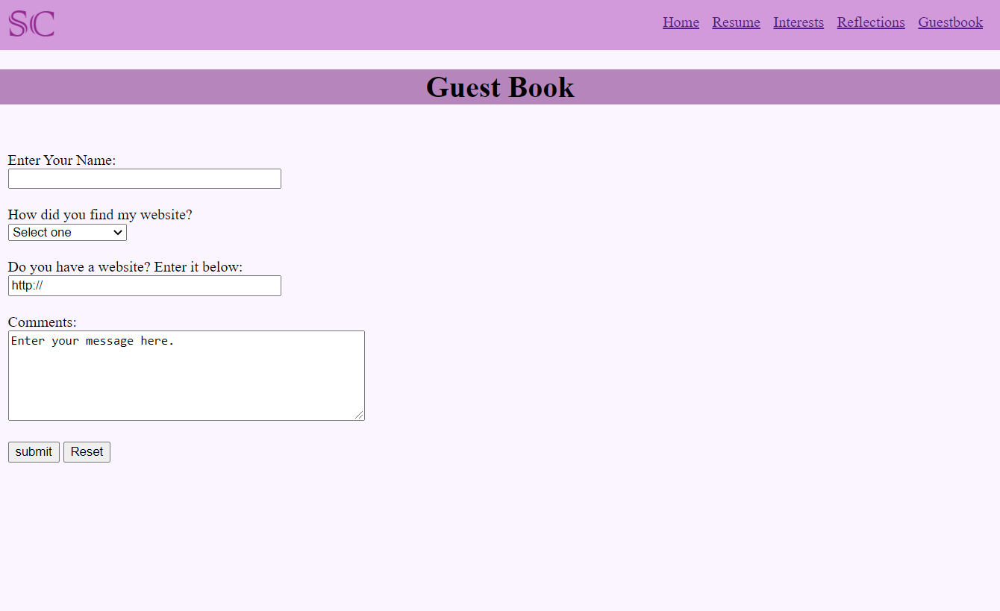 SC
Home Resume Interests Reflections Guestbook
Guest Book
Enter Your Name:
How did you find my website?
Select one
Do you have a website? Enter it below:
http://
Comments:
Enter your message here.
submit Reset